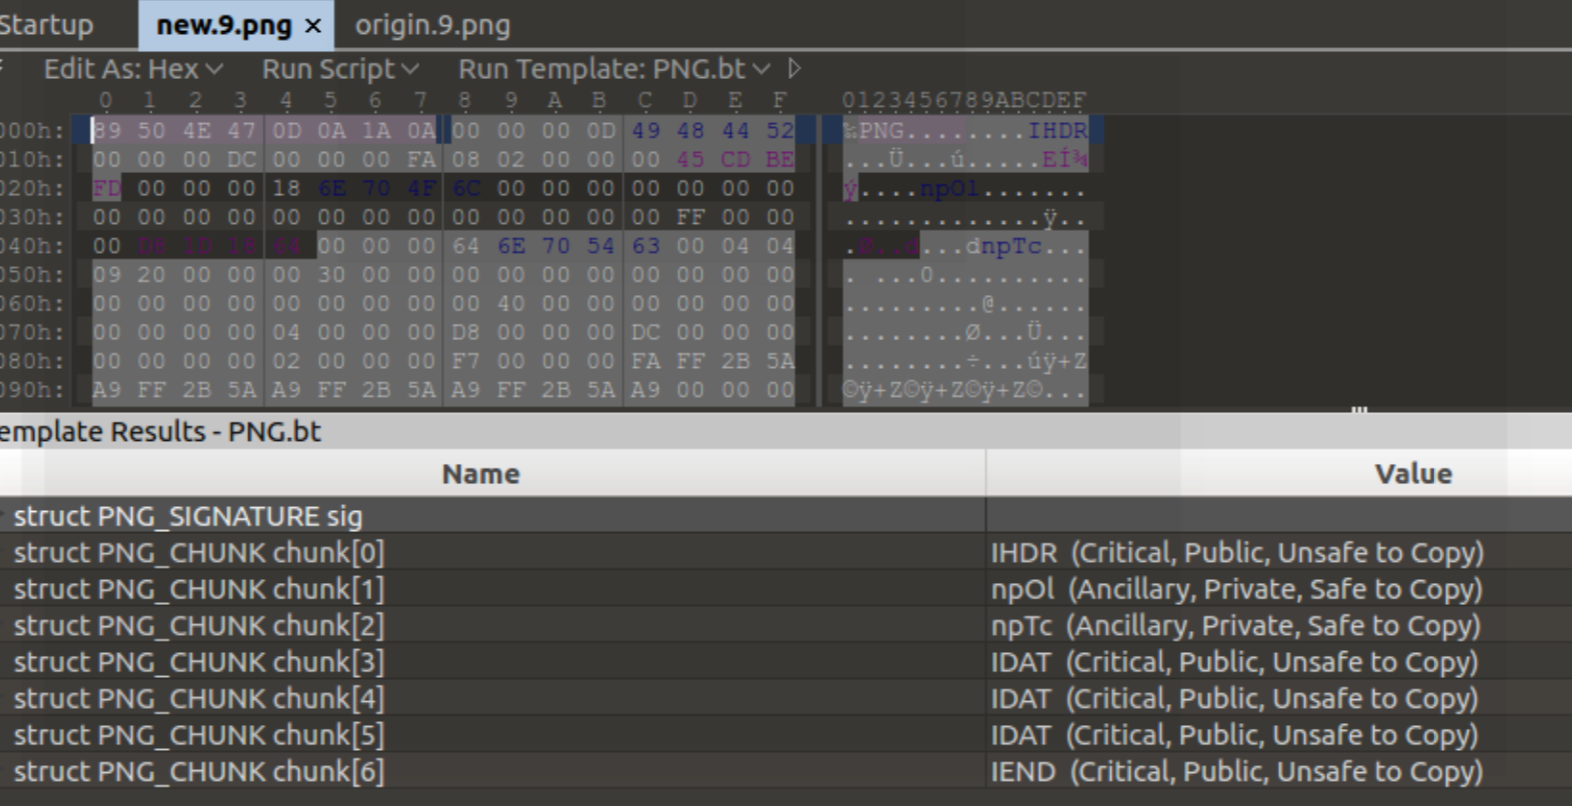 Startup new.9.png × origin.9.png
Edit As: Hex Run Script Run Template: PNG.bt
0 1 2 3 4 5 6 7 8 9 A B C D E F 0123456789ABCDEF
000h: 89 50 4E 47 0D 0A 1A 0A 00 00 00 0D 49 48 44 52 ‰PNG........IHDR
010h: 00 00 00 DC 00 00 00 FA 08 02 00 00 00 45 CD BE ...Ü...ú.....EÍ¾
020h: FD 00 00 00 18 6E 70 4F 6C 00 00 00 00 00 00 00 ý....npOl.......
030h: 00 00 00 00 00 00 00 00 00 00 00 00 00 FF 00 00 .............ÿ..
040h: 00 D8 1D 18 64 00 00 00 64 6E 70 54 63 00 04 04 .Ø..d...dnpTc...
050h: 09 20 00 00 00 30 00 00 00 00 00 00 00 00 00 00 . ...0..........
060h: 00 00 00 00 00 00 00 00 00 40 00 00 00 00 00 00 .........@......
070h: 00 00 00 00 04 00 00 00 D8 00 00 00 DC 00 00 00 ........Ø...Ü...
080h: 00 00 00 00 02 00 00 00 F7 00 00 00 FA FF 2B 5A ........÷...úÿ+Z
090h: A9 FF 2B 5A A9 FF 2B 5A A9 FF 2B 5A A9 00 00 00 ©ÿ+Z©ÿ+Z©ÿ+Z©...
emplate Results - PNG.bt
Name Value
struct PNG_SIGNATURE sig
struct PNG_CHUNK chunk[0] IHDR (Critical, Public, Unsafe to Copy)
struct PNG_CHUNK chunk[1] npOl (Ancillary, Private, Safe to Copy)
struct PNG_CHUNK chunk[2] npTc (Ancillary, Private, Safe to Copy)
struct PNG_CHUNK chunk[3] IDAT (Critical, Public, Unsafe to Copy)
struct PNG_CHUNK chunk[4] IDAT (Critical, Public, Unsafe to Copy)
struct PNG_CHUNK chunk[5] IDAT (Critical, Public, Unsafe to Copy)
struct PNG_CHUNK chunk[6] IEND (Critical, Public, Unsafe to Copy)